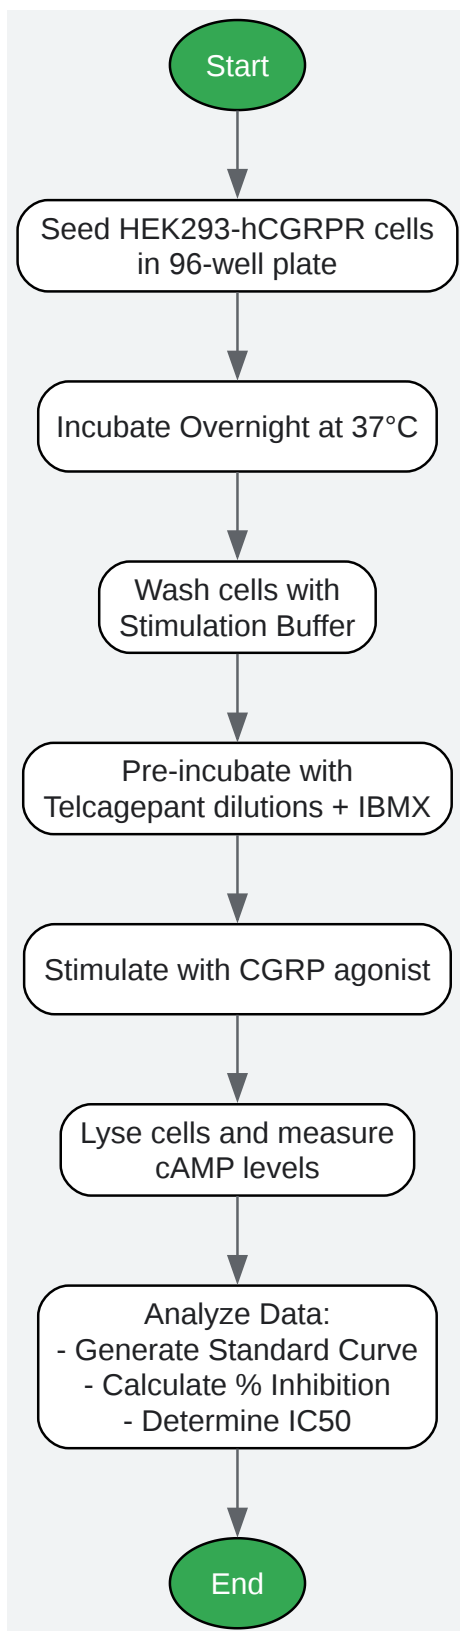 Start
Seed HEK293-hCGRPR cells
in 96-well plate
Incubate Overnight at 37°C
Wash cells with
Stimulation Buffer
Pre-incubate with
Telcagepant dilutions + IBMX
Stimulate with CGRP agonist
Lyse cells and measure
cAMP levels
Analyze Data:
- Generate Standard Curve
- Calculate % Inhibition
- Determine IC50
End